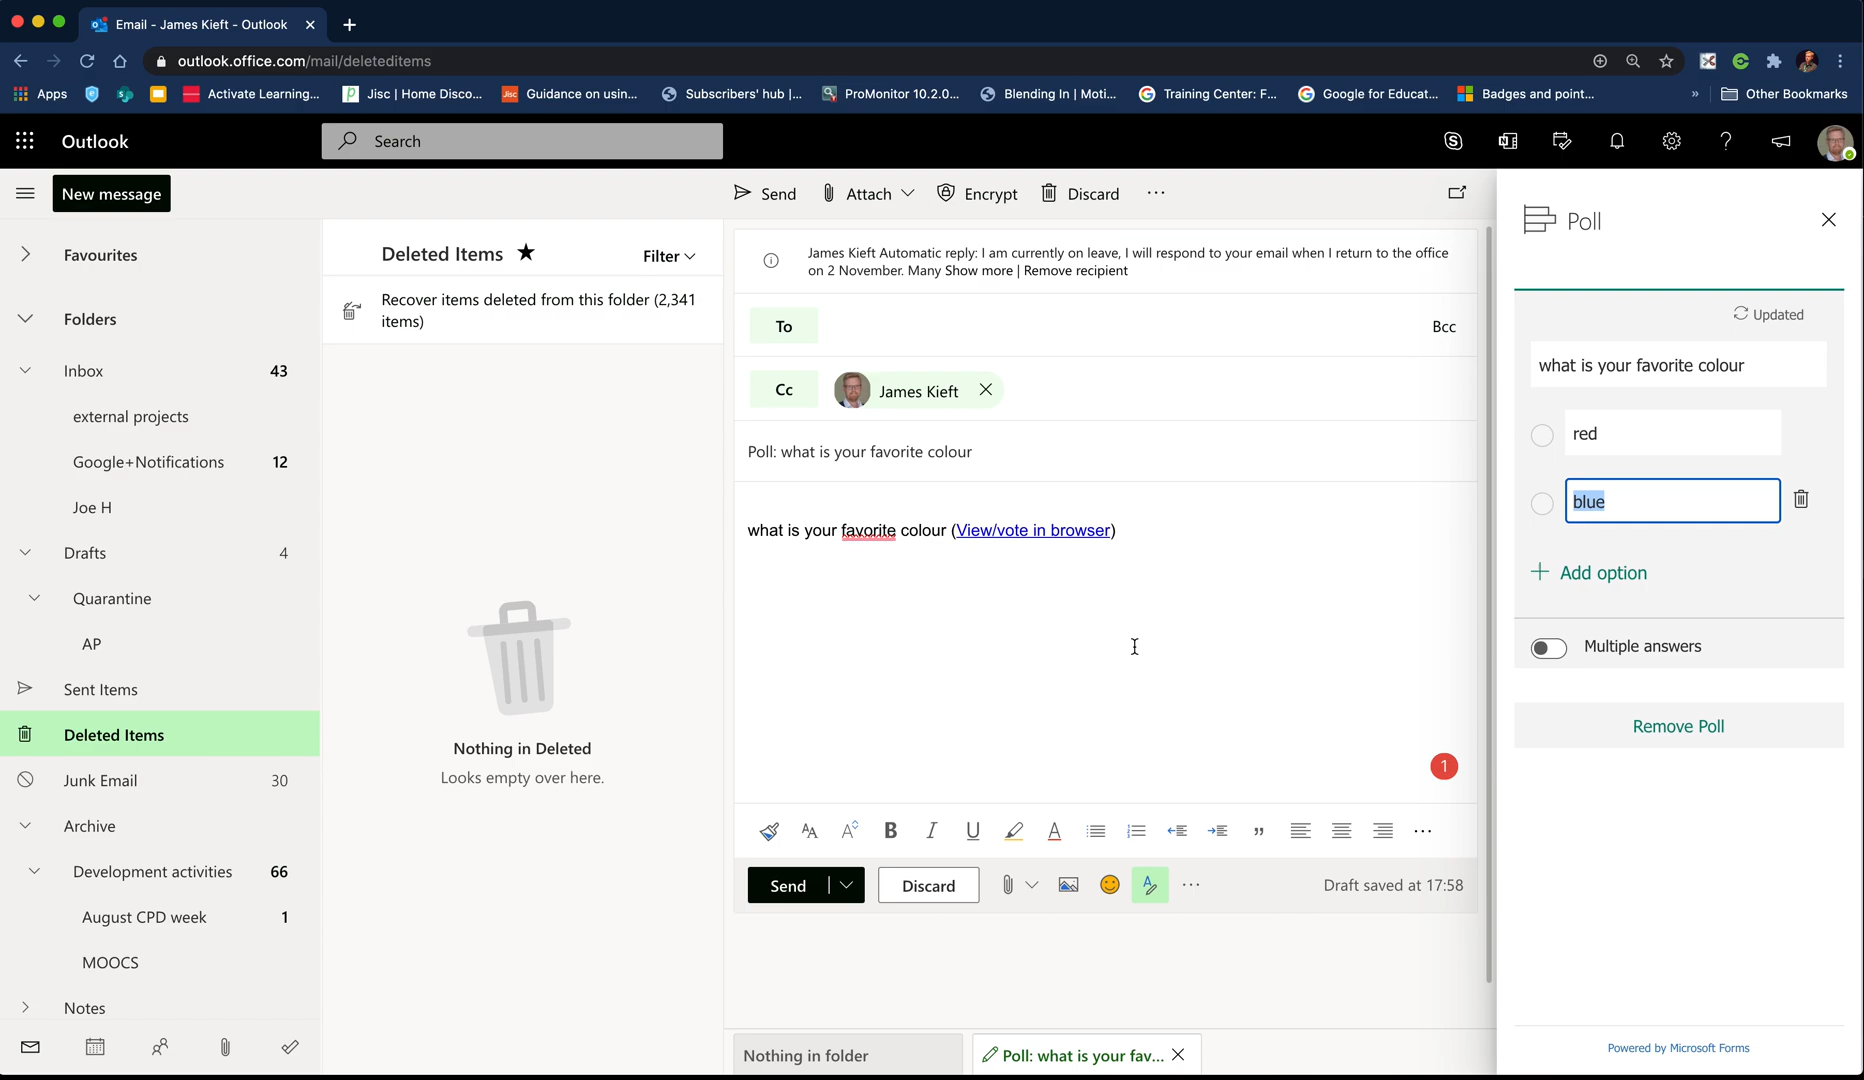 Email - James Kieft - Outlook
outlook.office.com/mail/deleteditems
Apps
Activate Learning...
Jisc | Home Disco...
Guidance on usin...
Subscribers' hub |...
ProMonitor 10.2.0...
Blending In | Moti...
Training Center: F...
Google for Educat...
Badges and point...
»
Other Bookmarks
Outlook
Search
New message
Send
Attach
Encrypt
Discard
Favourites
Folders
Inbox 43
external projects
Google+Notifications 12
Joe H
Drafts 4
Quarantine
AP
Sent Items
Deleted Items
Junk Email 30
Archive
Development activities 66
August CPD week 1
MOOCS
Notes
Deleted Items
Filter
Recover items deleted from this folder (2,341
items)
Nothing in Deleted
Looks empty over here.
James Kieft Automatic reply: I am currently on leave, I will respond to your email when I return to the office
on 2 November. Many Show more | Remove recipient
To
Bcc
Cc
James Kieft
Poll: what is your favorite colour
what is your favorite colour (View/vote in browser)
1
Send
Discard
Draft saved at 17:58
Nothing in folder
Poll: what is your fav...
Poll
Updated
what is your favorite colour
red
blue
Add option
Multiple answers
Remove Poll
Powered by Microsoft Forms